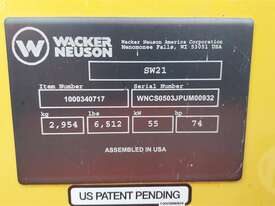 WACKER
NEUSON
Wacker Neuson America Corporation
Menomonee Falls, WI 53051 USA
SW21
Item Number
Serial Number
1000340717
WNCS0503JPUM00932
kg
lbs
kW
hp
2,954
6,512
55
74
ASSEMBLED IN USA
US PATENT PENDING